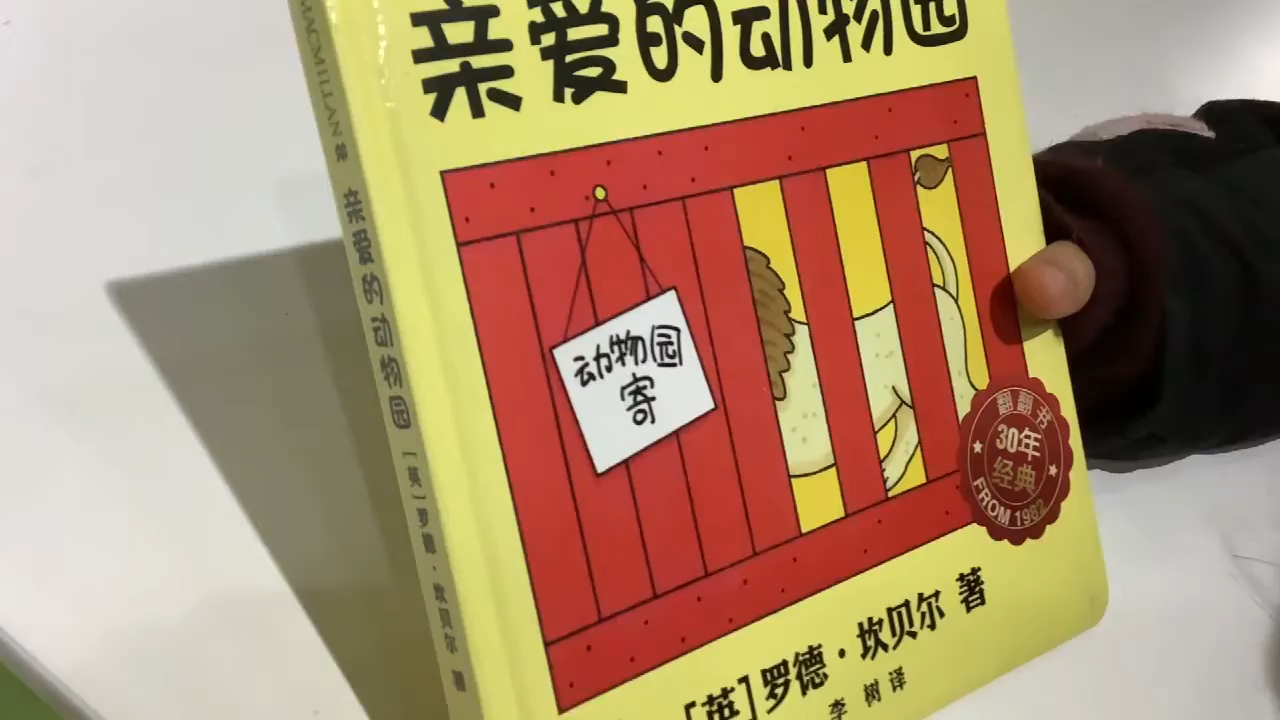 亲爱的动物园
动物园
寄
翻翻书
30年
经典
FROM 1982
[英]罗德·坎贝尔 著
李树 译
MACMILLAN
亲爱的动物园 [英]罗德·坎贝尔 著